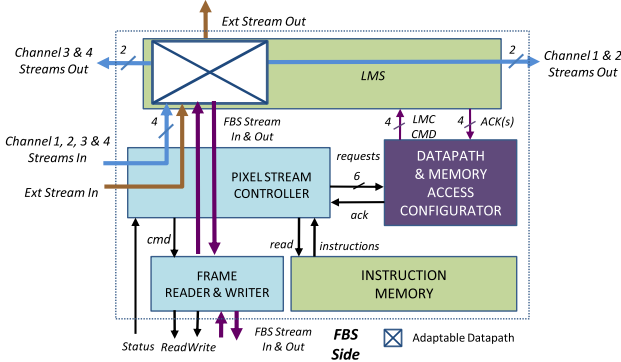 Ext Stream Out
Channel 3 & 4
Streams Out
2
LMS
2
Channel 1 & 2
Streams Out
4
FBS Stream
In & Out
4
LMC
CMD
4
ACK(s)
Channel 1, 2, 3 & 4
Streams In
Ext Stream In
PIXEL STREAM
CONTROLLER
requests
6
ack
DATAPATH
& MEMORY
ACCESS
CONFIGURATOR
cmd
read
instructions
FRAME
READER & WRITER
INSTRUCTION
MEMORY
Status
Read
Write
FBS Stream
In & Out
FBS
Side
Adaptable Datapath